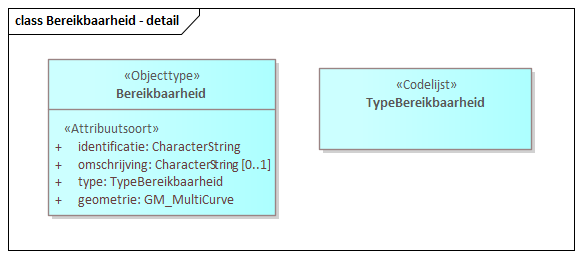 class Bereikbaarheid - detail
«Objecttype»
Bereikbaarheid
«Attribuutsoort»
+ identificatie: CharacterString
+ omschrijving: CharacterString [0..1]
+ type: TypeBereikbaarheid
+ geometrie: GM_MultiCurve
«Codelijst»
TypeBereikbaarheid